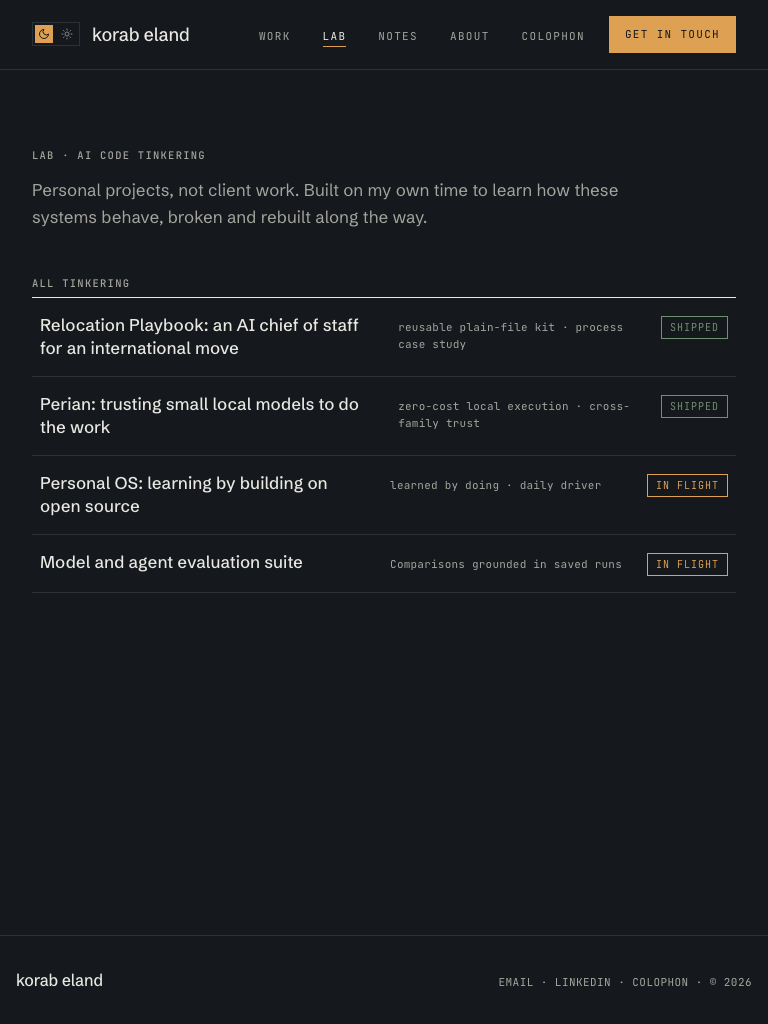 korab eland
WORK
LAB
NOTES
ABOUT
COLOPHON
GET IN TOUCH
LAB · AI CODE TINKERING
Personal projects, not client work. Built on my own time to learn how these
systems behave, broken and rebuilt along the way.
ALL TINKERING
Relocation Playbook: an AI chief of staff
for an international move
reusable plain-file kit · process
case study
SHIPPED
Perian: trusting small local models to do
the work
zero-cost local execution · cross-
family trust
SHIPPED
Personal OS: learning by building on
open source
learned by doing · daily driver
IN FLIGHT
Model and agent evaluation suite
Comparisons grounded in saved runs
IN FLIGHT
korab eland
EMAIL · LINKEDIN · COLOPHON · © 2026